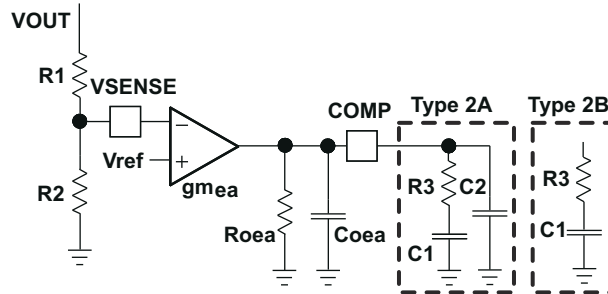 VOUT
R1
VSENSE
Vref
gmea
R2
Roea
Coea
COMP
Type 2A
R3
C2
C1
Type 2B
R3
C1